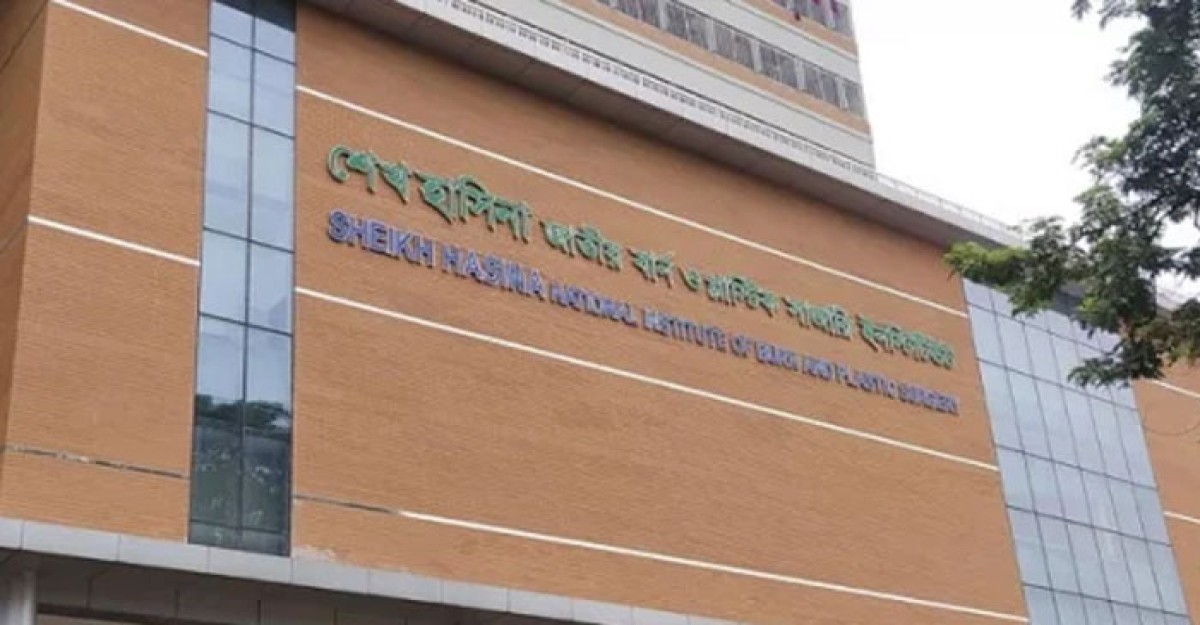 শেখ হাসিনা জাতীয় বার্ন ও প্লাস্টিক সার্জারি ইনস্টিটিউট
SHEIKH HASINA NATIONAL INSTITUTE OF BURN AND PLASTIC SURGERY